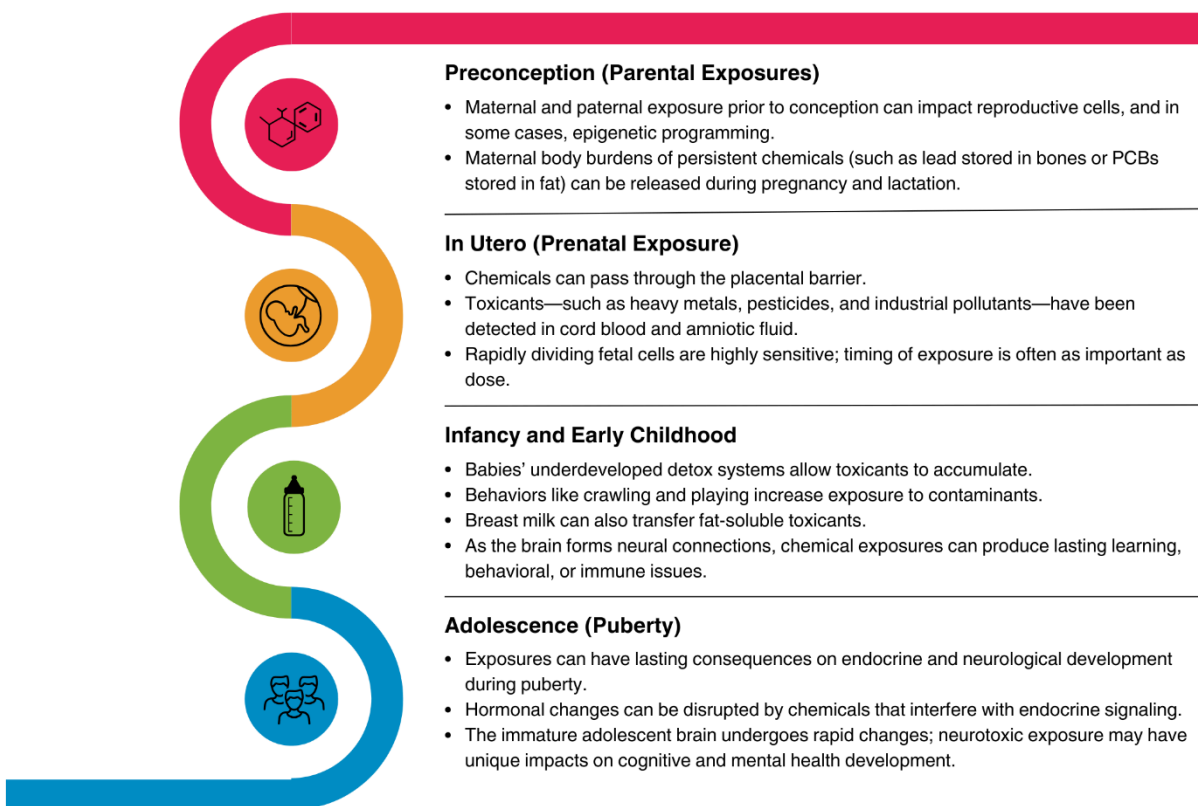 Preconception (Parental Exposures)
• Maternal and paternal exposure prior to conception can impact reproductive cells, and in
some cases, epigenetic programming.
• Maternal body burdens of persistent chemicals (such as lead stored in bones or PCBs
stored in fat) can be released during pregnancy and lactation.
In Utero (Prenatal Exposure)
• Chemicals can pass through the placental barrier.
• Toxicants—such as heavy metals, pesticides, and industrial pollutants—have been
detected in cord blood and amniotic fluid.
• Rapidly dividing fetal cells are highly sensitive; timing of exposure is often as important as
dose.
Infancy and Early Childhood
• Babies’ underdeveloped detox systems allow toxicants to accumulate.
• Behaviors like crawling and playing increase exposure to contaminants.
• Breast milk can also transfer fat-soluble toxicants.
• As the brain forms neural connections, chemical exposures can produce lasting learning,
behavioral, or immune issues.
Adolescence (Puberty)
• Exposures can have lasting consequences on endocrine and neurological development
during puberty.
• Hormonal changes can be disrupted by chemicals that interfere with endocrine signaling.
• The immature adolescent brain undergoes rapid changes; neurotoxic exposure may have
unique impacts on cognitive and mental health development.